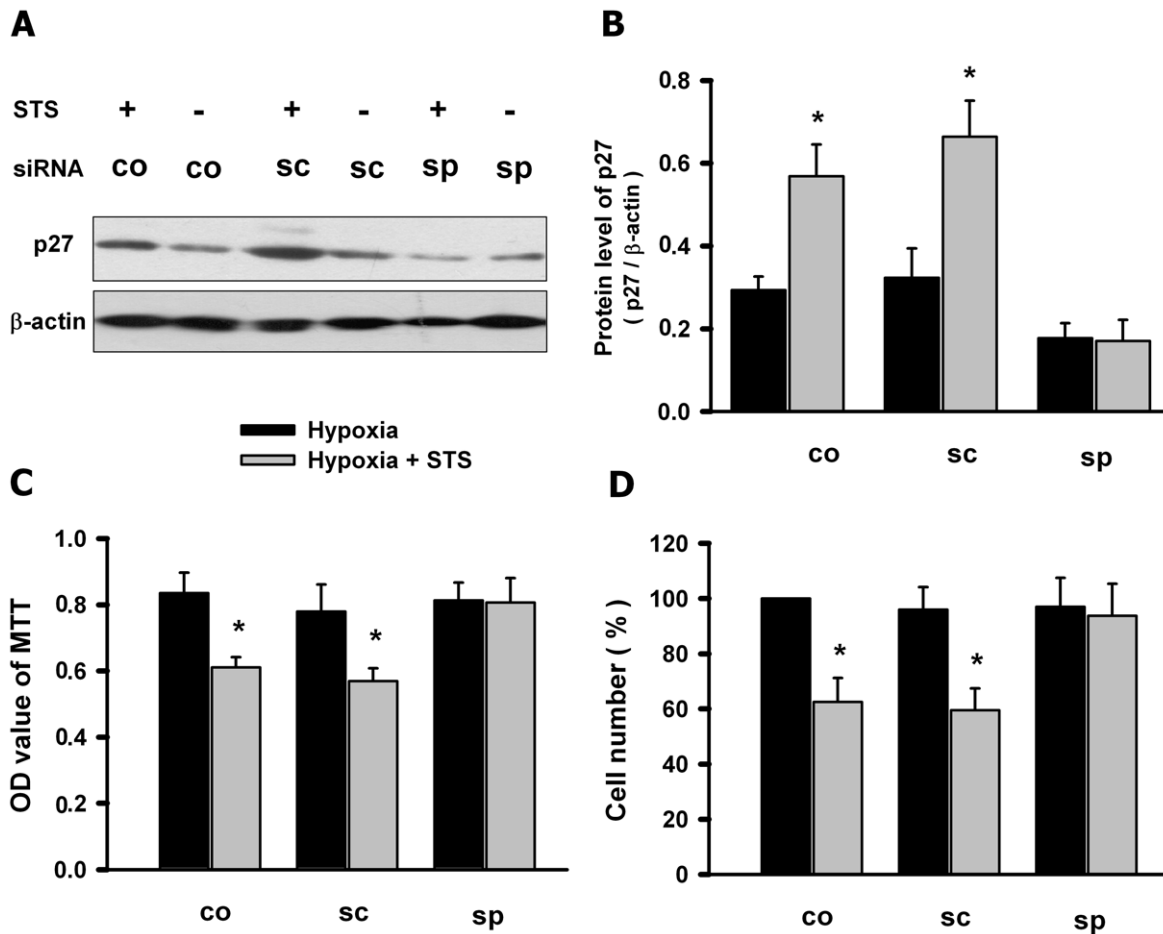 A
STS + - + - + -
siRNA co co sc sc sp sp
p27
β-actin
B
Protein level of p27
( p27 / β-actin )
0.8
0.6
0.4
0.2
0.0
* *
co sc sp
Hypoxia
Hypoxia + STS
C
OD value of MTT
1.0
0.8
0.6
0.4
0.2
0.0
* *
co sc sp
D
Cell number ( % )
120
100
80
60
40
20
0
* *
co sc sp